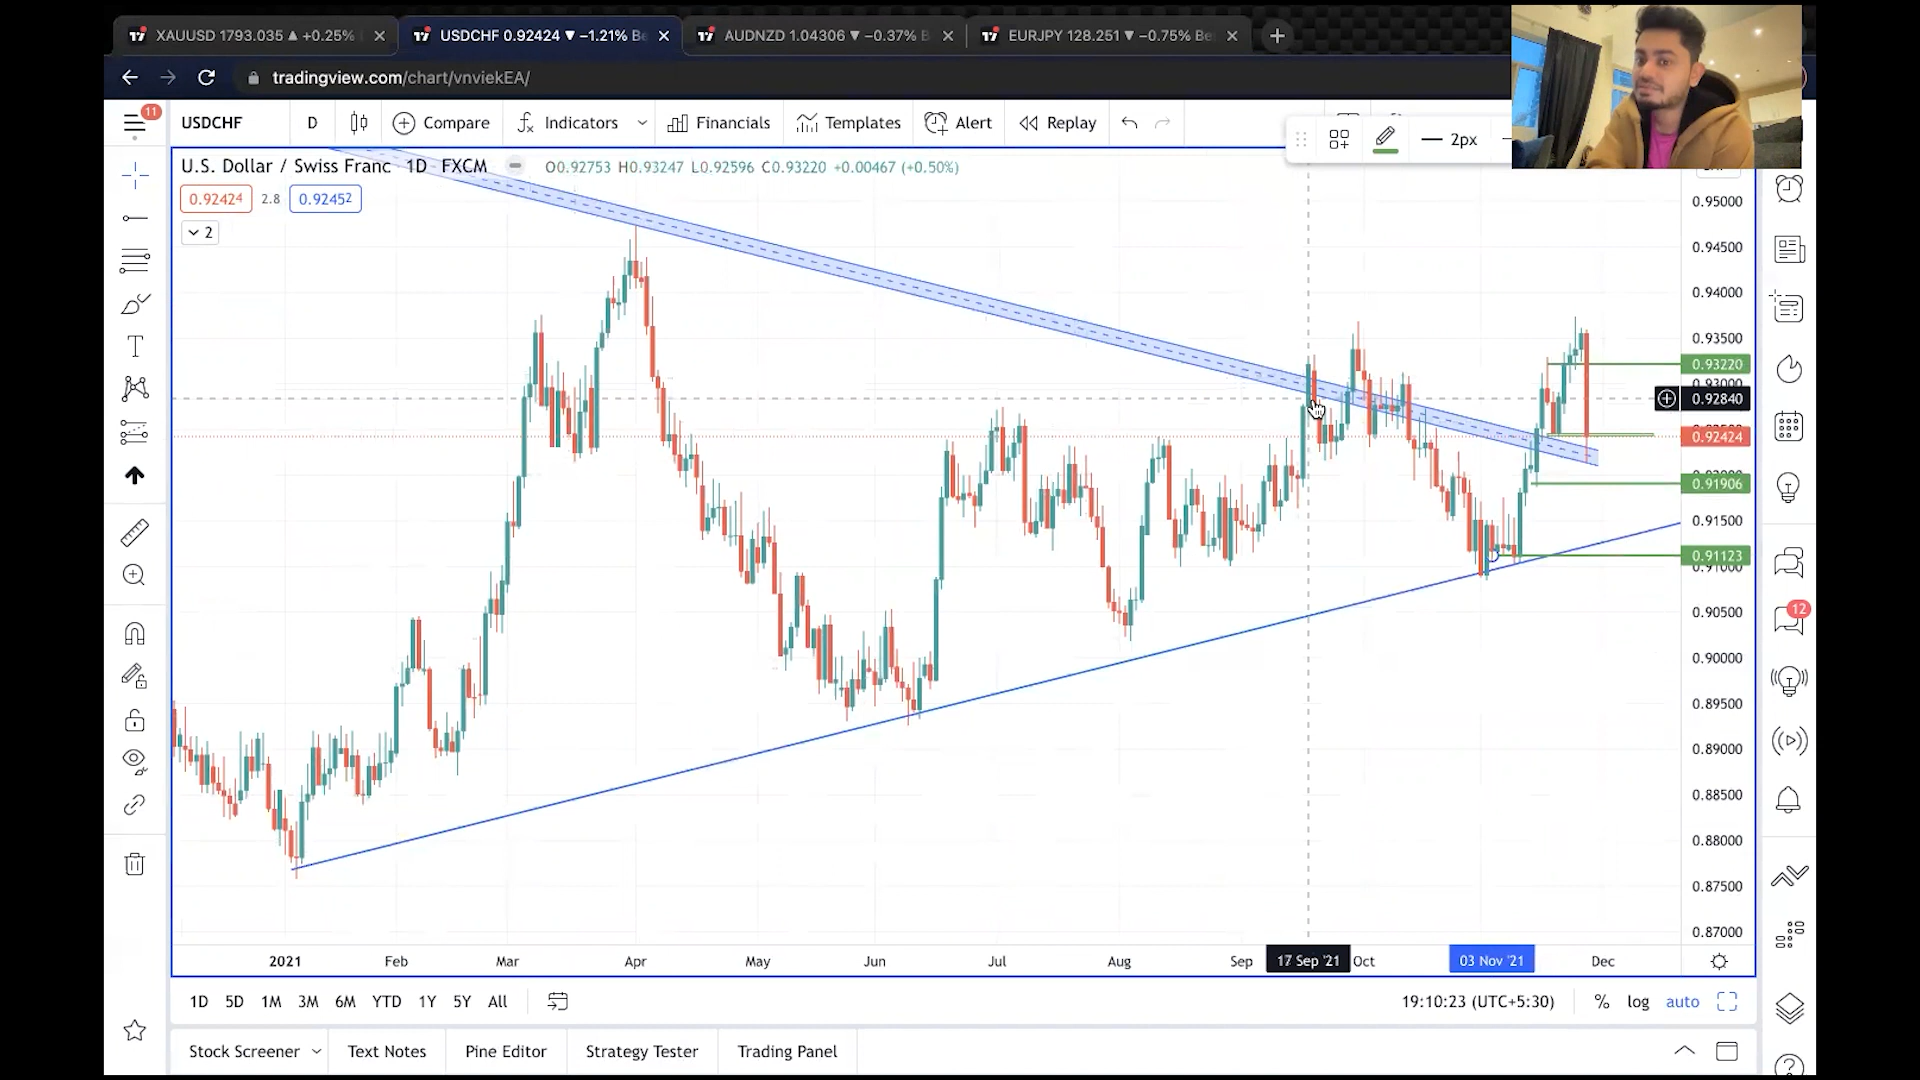 XAUUSD 1793.035 ▲ +0.25%
USDCHF 0.92424 ▼ −1.21% Be
AUDNZD 1.04306 ▼ −0.37% B
EURJPY 128.251 ▼ −0.75% Be
tradingview.com/chart/vnviekEA/
11
USDCHF
D
Compare
Indicators
Financials
Templates
Alert
Replay
2px
U.S. Dollar / Swiss Franc 1D FXCM
O0.92753 H0.93247 L0.92596 C0.93220 +0.00467 (+0.50%)
0.92424 2.8 0.92452
2
0.95000
0.94500
0.94000
0.93500
0.93220
0.93000
0.92840
0.92424
0.91906
0.91500
0.91123
0.91000
0.90500
0.90000
0.89500
0.89000
0.88500
0.88000
0.87500
0.87000
12
2021 Feb Mar Apr May Jun Jul Aug Sep 17 Sep '21 Oct 03 Nov '21 Dec
1D 5D 1M 3M 6M YTD 1Y 5Y All
19:10:23 (UTC+5:30) % log auto
Stock Screener Text Notes Pine Editor Strategy Tester Trading Panel